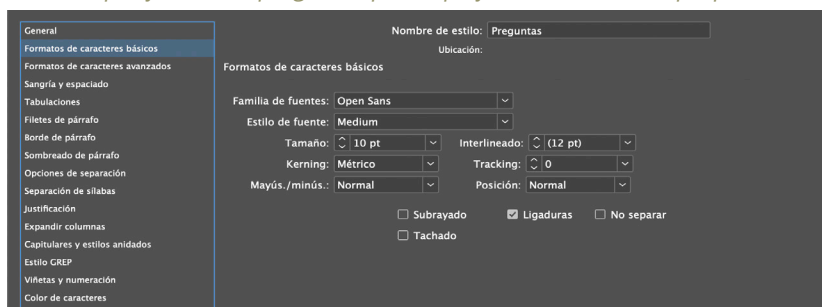 Nombre de estilo: Preguntas
Ubicación:
General
Formatos de caracteres básicos
Formatos de caracteres avanzados
Sangría y espaciado
Tabulaciones
Filetes de párrafo
Borde de párrafo
Sombreado de párrafo
Opciones de separación
Separación de sílabas
Justificación
Expandir columnas
Capitulares y estilos anidados
Estilo GREP
Viñetas y numeración
Color de caracteres
Formatos de caracteres básicos
Familia de fuentes: Open Sans
Estilo de fuente: Medium
Tamaño: 10 pt Interlineado: (12 pt)
Kerning: Métrico Tracking: 0
Mayús./minús.: Normal Posición: Normal
Subrayado Ligaduras No separar
Tachado